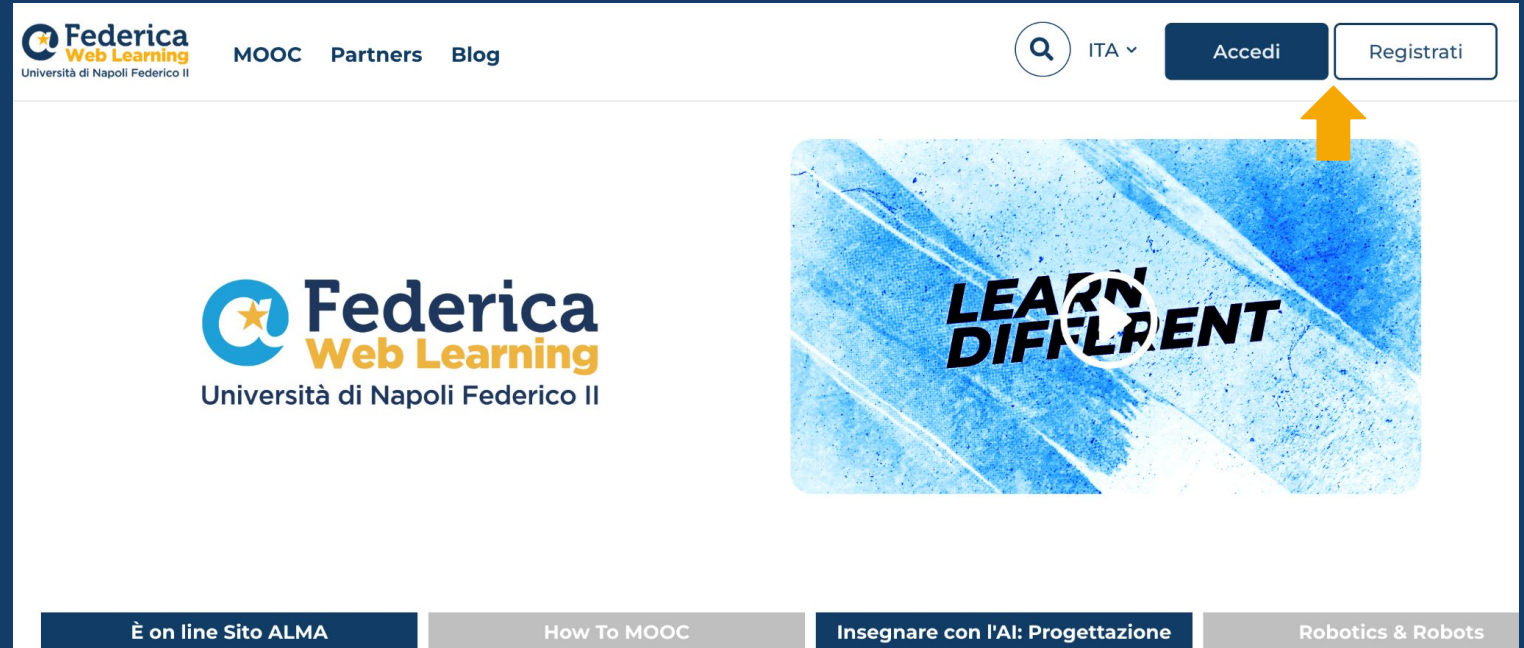 Federica
Web Learning
Università di Napoli Federico II
MOOC Partners Blog
ITA
Accedi
Registrati
Federica
Web Learning
Università di Napoli Federico II
LEARN
DIFFERENT
È on line Sito ALMA
How To MOOC
Insegnare con l'AI: Progettazione
Robotics & Robots